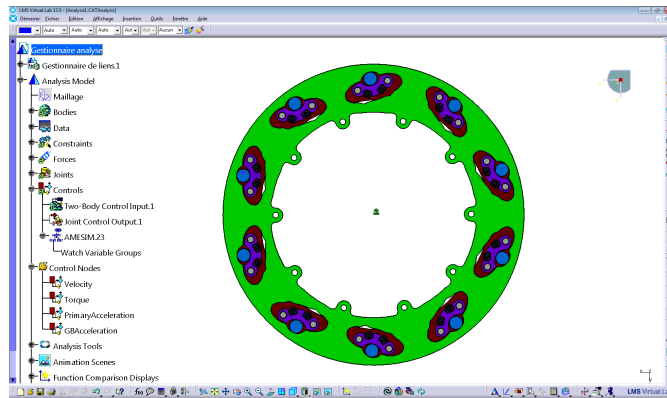 LMS Virtual.Lab 13.5 - [Analysis1.CATAnalysis]
Démarrer Fichier Edition Affichage Insertion Outils Fenêtre Aide
Auto Auto Auto Aut Aut Aucun
Gestionnaire analyse
Gestionnaire de liens.1
Analysis Model
Maillage
Bodies
Data
Constraints
Forces
Joints
Controls
Two-Body Control Input.1
Joint Control Output.1
AMESIM.23
Watch Variable Groups
Control Nodes
Velocity
Torque
PrimaryAcceleration
GBAcceleration
Analysis Tools
Animation Scenes
Function Comparison Displays
LMS Virtual.L